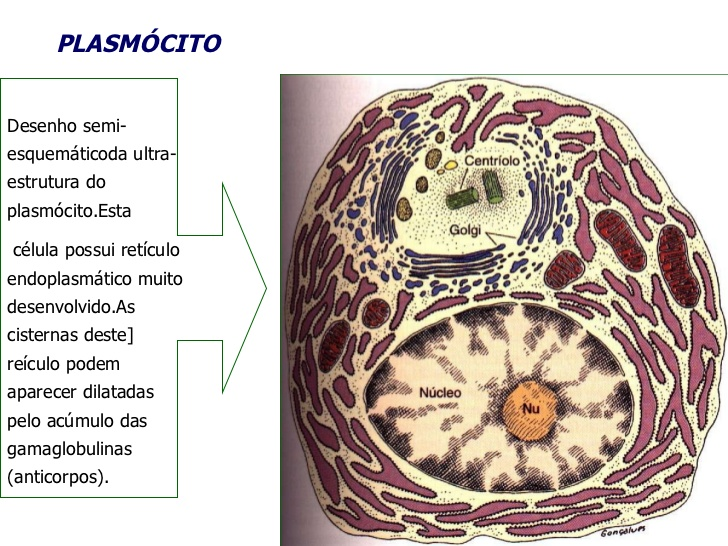 PLASMÓCITO
Desenho semi-
esquemáticoda ultra-
estrutura do
plasmócito.Esta
célula possui retículo
endoplasmático muito
desenvolvido.As
cisternas deste]
reículo podem
aparecer dilatadas
pelo acúmulo das
gamaglobulinas
(anticorpos).
Centríolo
Golgi
Núcleo
Nu
Gonçalves